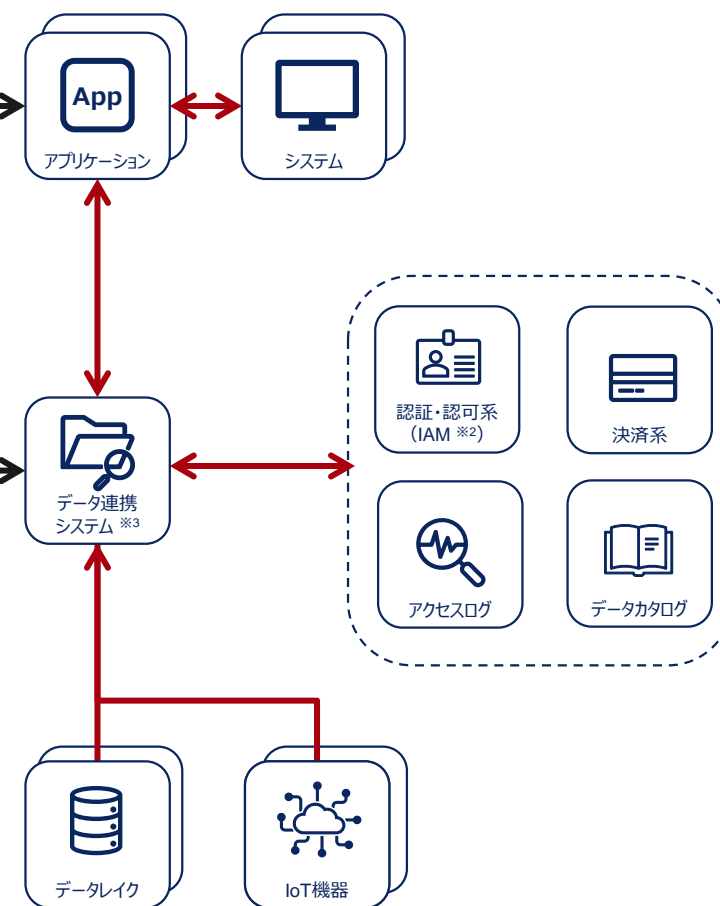 App
アプリケーション
システム
認証・認可系
（IAM ※2）
決済系
データ連携
システム ※3
アクセスログ
データカタログ
データレイク
IoT機器